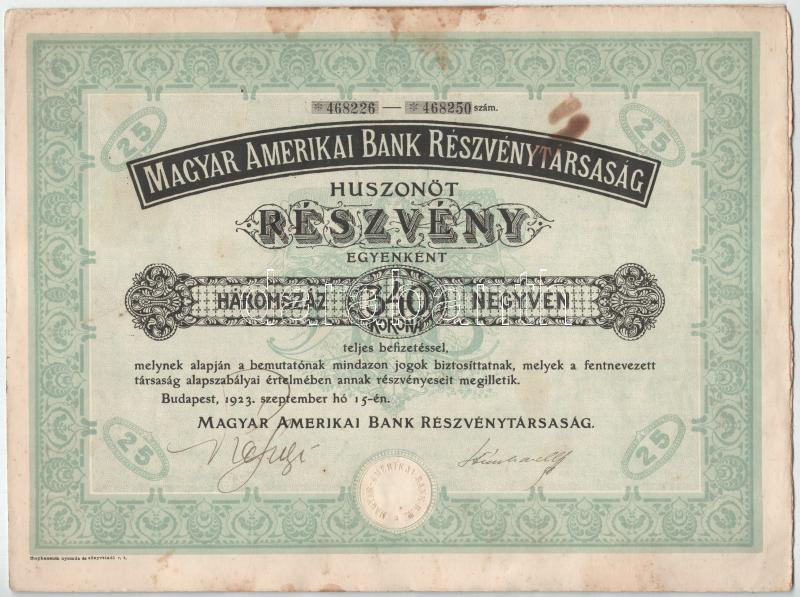 25
25
*468226 — *468250 szám.
MAGYAR AMERIKAI BANK RÉSZVÉNYTÁRSASÁG
HUSZONÖT
RÉSZVÉNY
EGYENKÉNT
HÁROMSZÁZ 340 NEGYVEN
KORONA
teljes befizetéssel,
melynek alapján a bemutatónak mindazon jogok biztosíttatnak, melyek a fentnevezett
társaság alapszabályai értelmében annak részvényeseit megilletik.
Budapest, 1923. szeptember hó 15-én.
MAGYAR AMERIKAI BANK RÉSZVÉNYTÁRSASÁG.
25
25